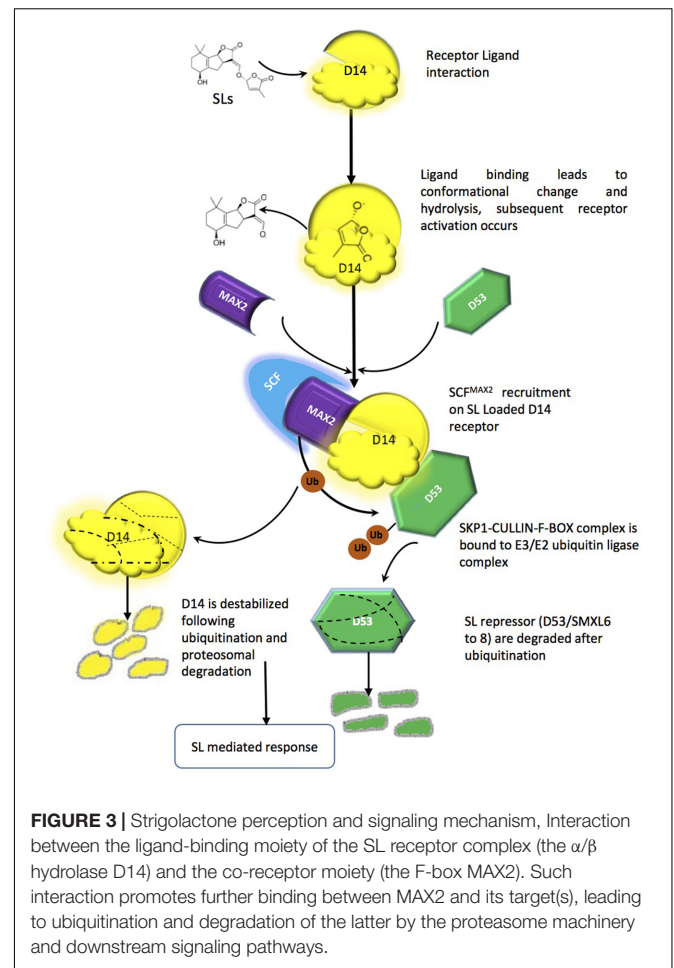 D14
Receptor Ligand
interaction
SLs
OH
O
O
O
O
O
Ligand binding leads to
conformational change and
hydrolysis, subsequent receptor
activation occurs
O
O
O
OH
O
O
O
D14
MAX2
D53
SCF
MAX2
D14
SCFMAX2 recruitment
on SL Loaded D14
receptor
D53
Ub
Ub
Ub
SKP1-CULLIN-F-BOX complex is
bound to E3/E2 ubiquitin ligase
complex
D14
D14 is destabilized
following
ubiquitination and
proteosomal
degradation
D53
SL repressor (D53/SMXL6
to 8) are degraded after
ubiquitination
SL mediated response
FIGURE 3 | Strigolactone perception and signaling mechanism, Interaction
between the ligand-binding moiety of the SL receptor complex (the α/β
hydrolase D14) and the co-receptor moiety (the F-box MAX2). Such
interaction promotes further binding between MAX2 and its target(s), leading
to ubiquitination and degradation of the latter by the proteasome machinery
and downstream signaling pathways.